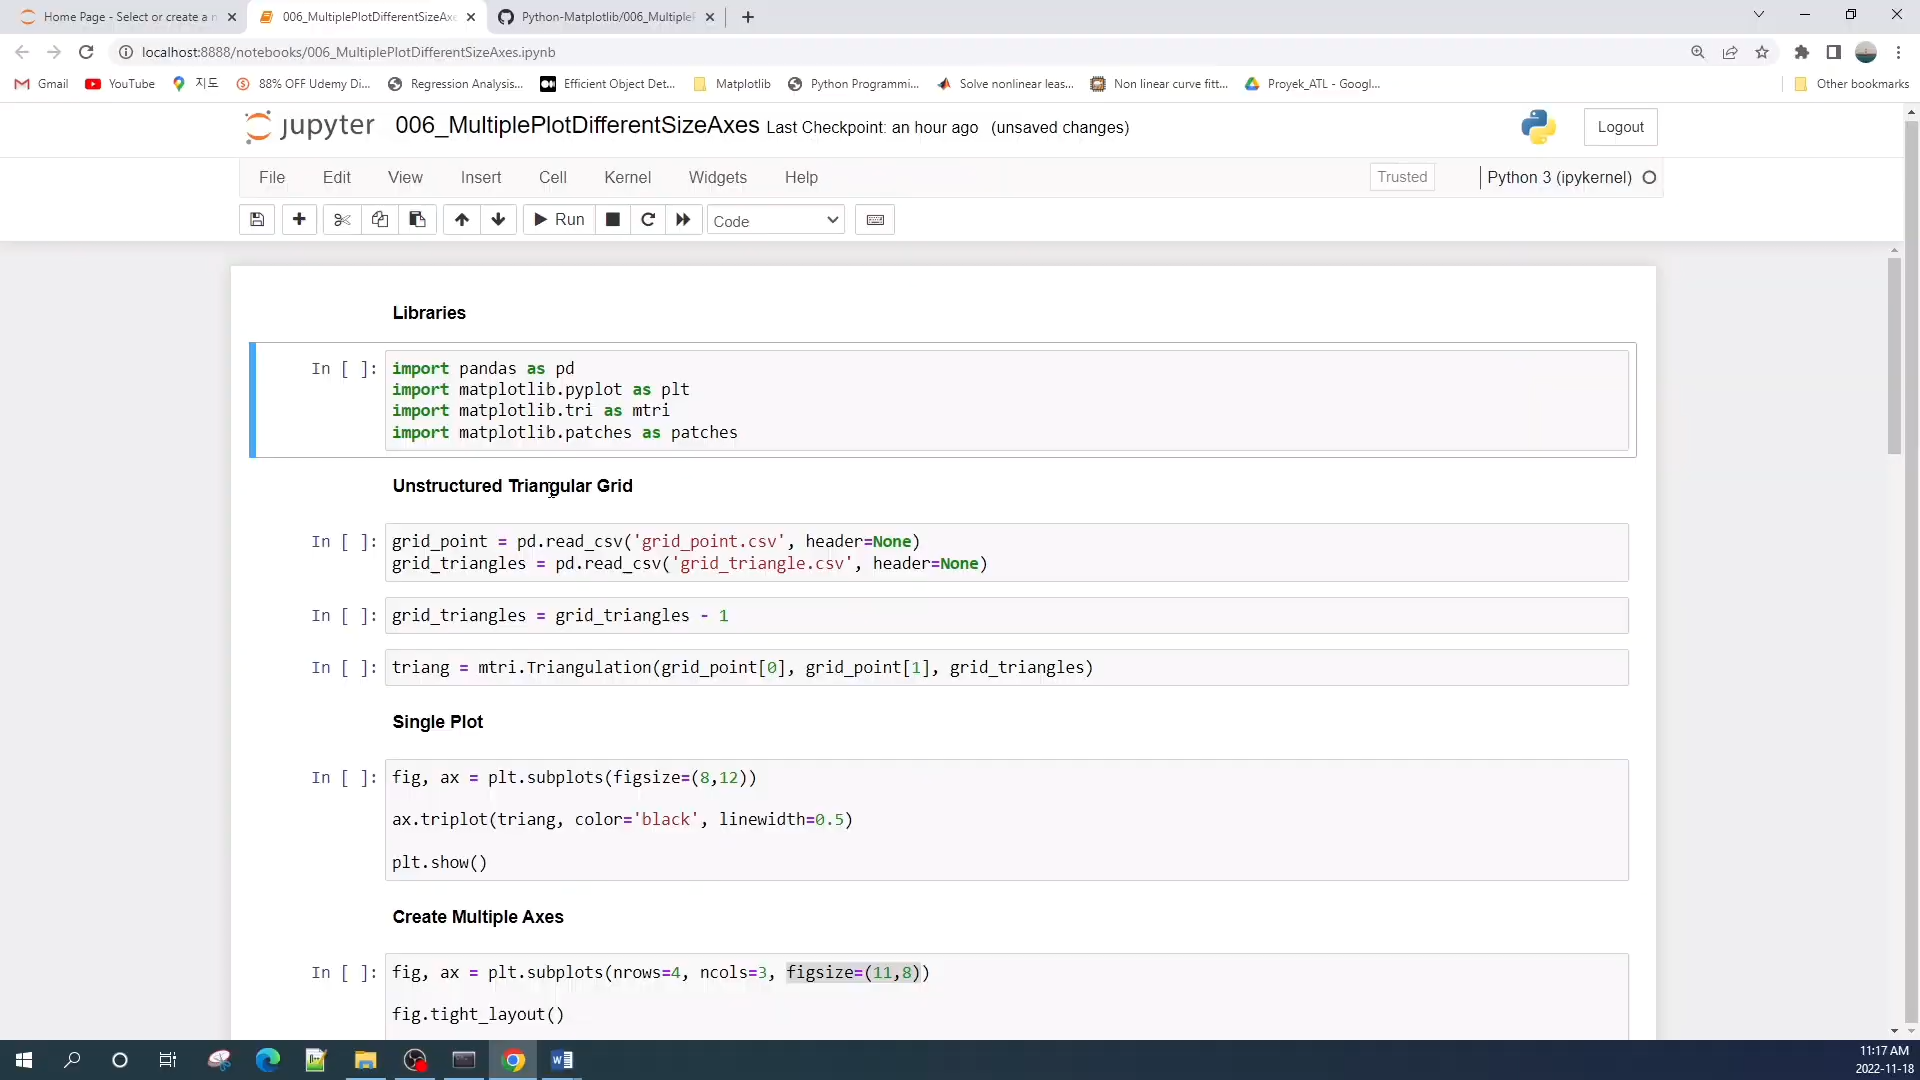 Home Page - Select or create a n
006_MultiplePlotDifferentSizeAxe
Python-Matplotlib/006_MultipleF
localhost:8888/notebooks/006_MultiplePlotDifferentSizeAxes.ipynb
Gmail
YouTube
지도
88% OFF Udemy Di...
Regression Analysis...
Efficient Object Det...
Matplotlib
Python Programmi...
Solve nonlinear leas...
Non linear curve fitt...
Proyek_ATL - Googl...
Other bookmarks
jupyter 006_MultiplePlotDifferentSizeAxes Last Checkpoint: an hour ago (unsaved changes)
Logout
File Edit View Insert Cell Kernel Widgets Help
Trusted
Python 3 (ipykernel)
Run
Code
Libraries
In [ ]: import pandas as pd
import matplotlib.pyplot as plt
import matplotlib.tri as mtri
import matplotlib.patches as patches
Unstructured Triangular Grid
In [ ]: grid_point = pd.read_csv('grid_point.csv', header=None)
grid_triangles = pd.read_csv('grid_triangle.csv', header=None)
In [ ]: grid_triangles = grid_triangles - 1
In [ ]: triang = mtri.Triangulation(grid_point[0], grid_point[1], grid_triangles)
Single Plot
In [ ]: fig, ax = plt.subplots(figsize=(8,12))
ax.triplot(triang, color='black', linewidth=0.5)
plt.show()
Create Multiple Axes
In [ ]: fig, ax = plt.subplots(nrows=4, ncols=3, figsize=(11,8))
fig.tight_layout()
11:17 AM
2022-11-18